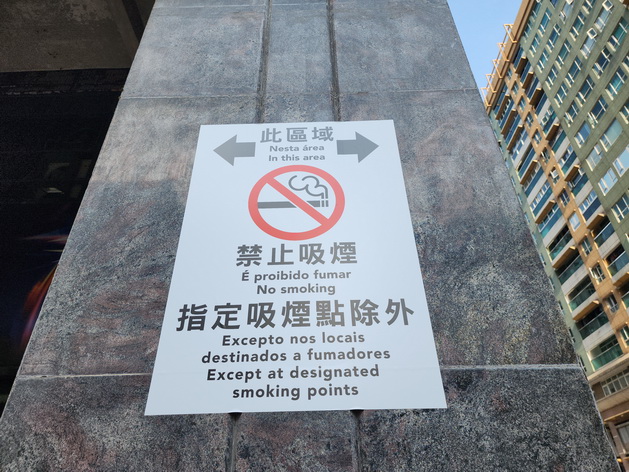 此區域
Nesta área
In this area
禁止吸煙
É proibido fumar
No smoking
指定吸煙點除外
Excepto nos locais
destinados a fumadores
Except at designated
smoking points